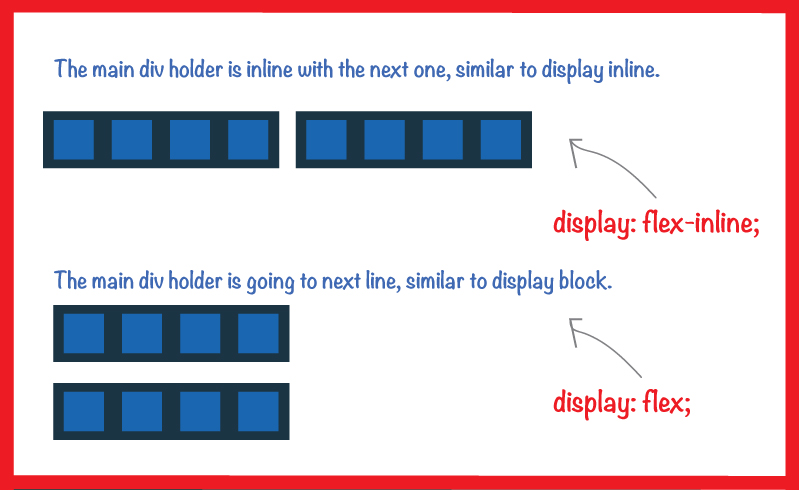 The main div holder is inline with the next one, similar to display inline.
display: flex-inline;
The main div holder is going to next line, similar to display block.
display: flex;